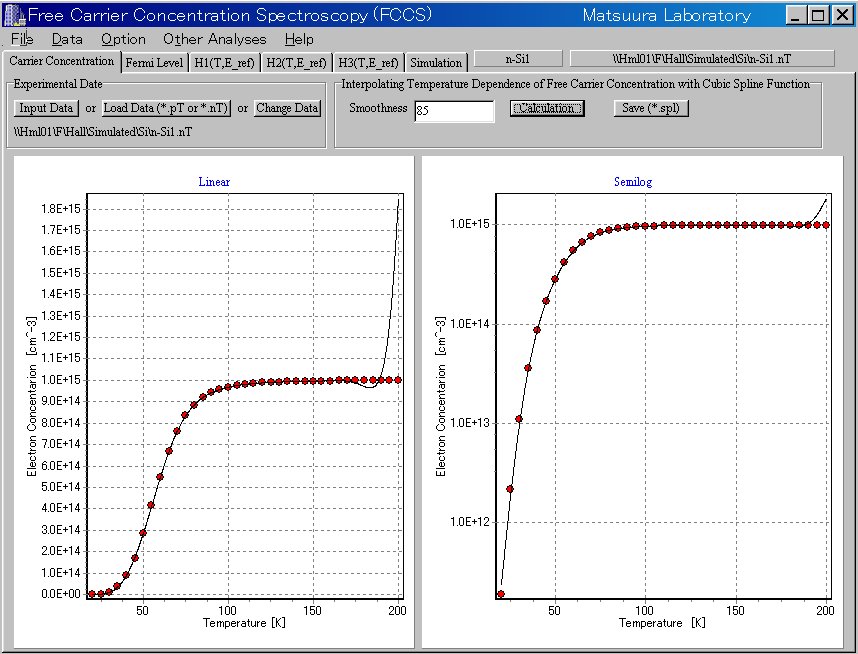 Free Carrier Concentration Spectroscopy (FCCS) Matsuura Laboratory
File Data Option Other Analyses Help
Carrier Concentration Fermi Level H1(T,E_ref) H2(T,E_ref) H3(T,E_ref) Simulation n-Si1 \\Hml01\F\Hall\Simulated\Si\n-Si1.nT
Experimental Date
Input Data or Load Data (*.pT or *.nT) or Change Data
\\Hml01\F\Hall\Simulated\Si\n-Si1.nT
Interpolating Temperature Dependence of Free Carrier Concentration with Cubic Spline Function
Smoothness 85 Calculation Save (*.spl)
Linear
Electron Concentarion [cm^-3]
1.8E+15
1.7E+15
1.6E+15
1.5E+15
1.4E+15
1.3E+15
1.2E+15
1.1E+15
1.0E+15
9.0E+14
8.0E+14
7.0E+14
6.0E+14
5.0E+14
4.0E+14
3.0E+14
2.0E+14
1.0E+14
0.0E+00
50 100 150 200
Temperature [K]
Semilog
Electron Concentarion [cm^-3]
1.0E+15
1.0E+14
1.0E+13
1.0E+12
50 100 150 200
Temperature [K]